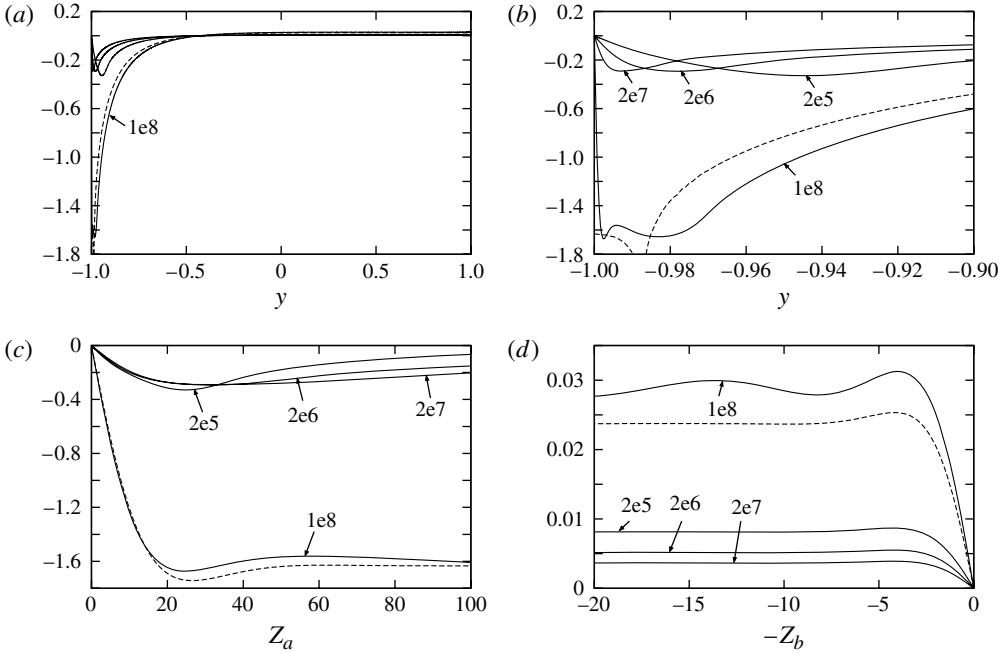 (a)
0.2
−0.2
−0.6
−1.0
−1.4
−1.8
1e8
−1.0
−0.5
0
0.5
1.0
y
(b)
0.2
−0.2
−0.6
−1.0
−1.4
−1.8
2e7
2e6
2e5
1e8
−1.00
−0.98
−0.96
−0.94
−0.92
−0.90
y
(c)
0
−0.4
−0.8
−1.2
−1.6
2e5
2e6
2e7
1e8
0
20
40
60
80
100
Z_a
(d)
0.03
0.02
0.01
0
1e8
2e5
2e6
2e7
−20
−15
−10
−5
0
−Z_b